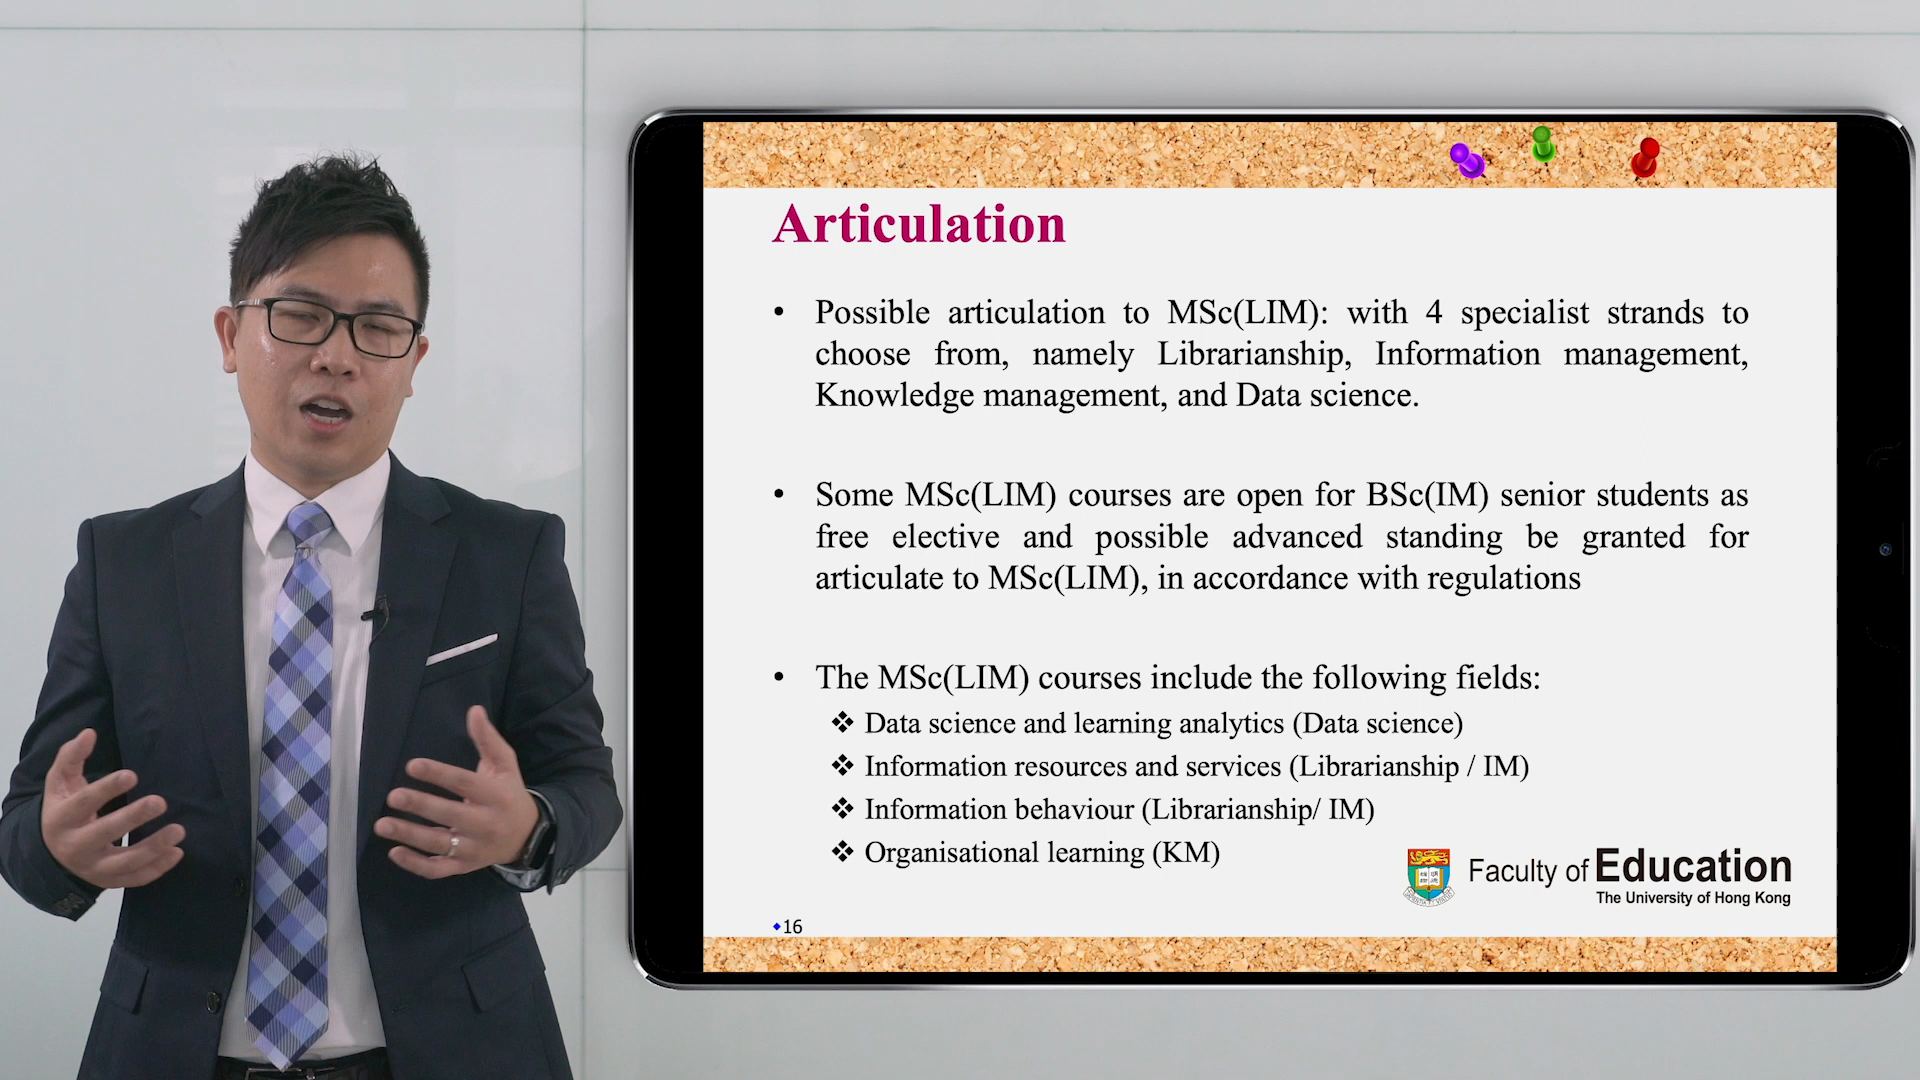 Articulation
• Possible articulation to MSc(LIM): with 4 specialist strands to
choose from, namely Librarianship, Information management,
Knowledge management, and Data science.
• Some MSc(LIM) courses are open for BSc(IM) senior students as
free elective and possible advanced standing be granted for
articulate to MSc(LIM), in accordance with regulations
• The MSc(LIM) courses include the following fields:
❖ Data science and learning analytics (Data science)
❖ Information resources and services (Librarianship / IM)
❖ Information behaviour (Librarianship/ IM)
❖ Organisational learning (KM)
Faculty of Education
The University of Hong Kong
16